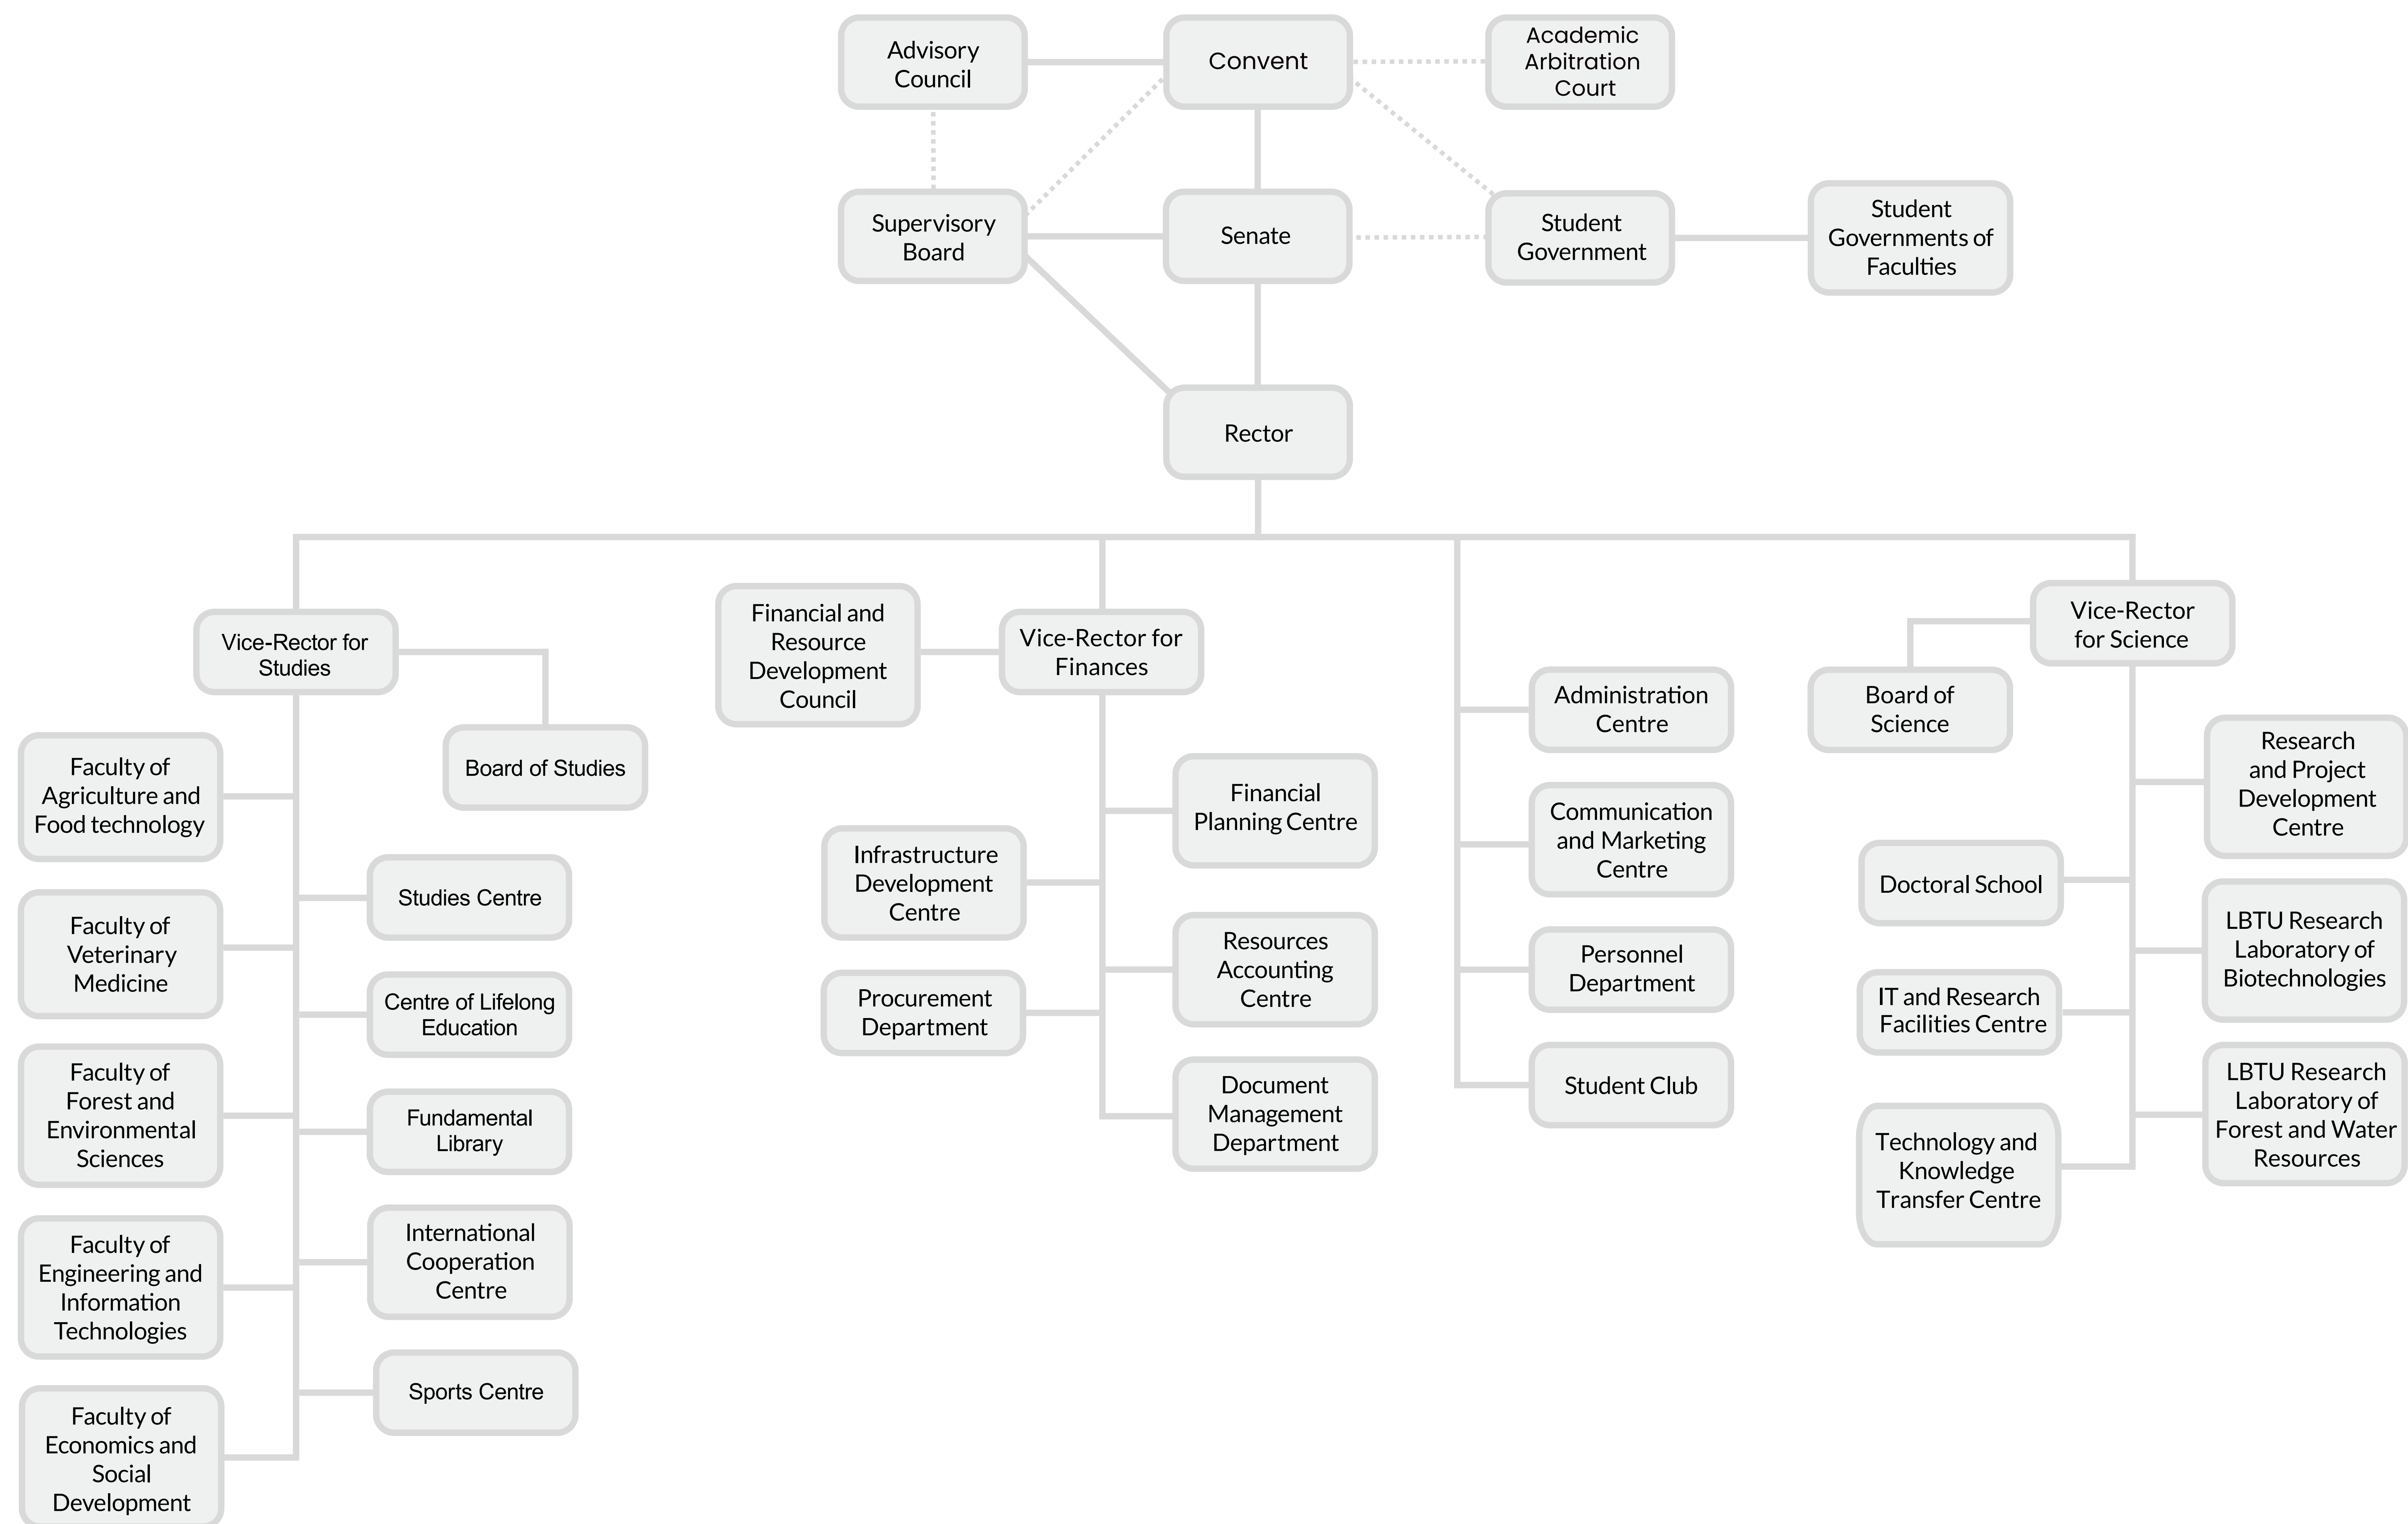 Advisory
Council
Convent
Academic
Arbitration
Court
Supervisory
Board
Senate
Student
Government
Student
Governments of
Faculties
Rector
Vice-Rector for
Studies
Board of Studies
Faculty of
Agriculture and
Food technology
Faculty of
Veterinary
Medicine
Faculty of
Forest and
Environmental
Sciences
Faculty of
Engineering and
Information
Technologies
Faculty of
Economics and
Social
Development
Studies Centre
Centre of Lifelong
Education
Fundamental
Library
International
Cooperation
Centre
Sports Centre
Financial and
Resource
Development
Council
Vice-Rector for
Finances
Infrastructure
Development
Centre
Procurement
Department
Financial
Planning Centre
Resources
Accounting
Centre
Document
Management
Department
Administration
Centre
Communication
and Marketing
Centre
Personnel
Department
Student Club
Vice-Rector
for Science
Board of
Science
Doctoral School
IT and Research
Facilities Centre
Technology and
Knowledge
Transfer Centre
Research
and Project
Development
Centre
LBTU Research
Laboratory of
Biotechnologies
LBTU Research
Laboratory of
Forest and Water
Resources